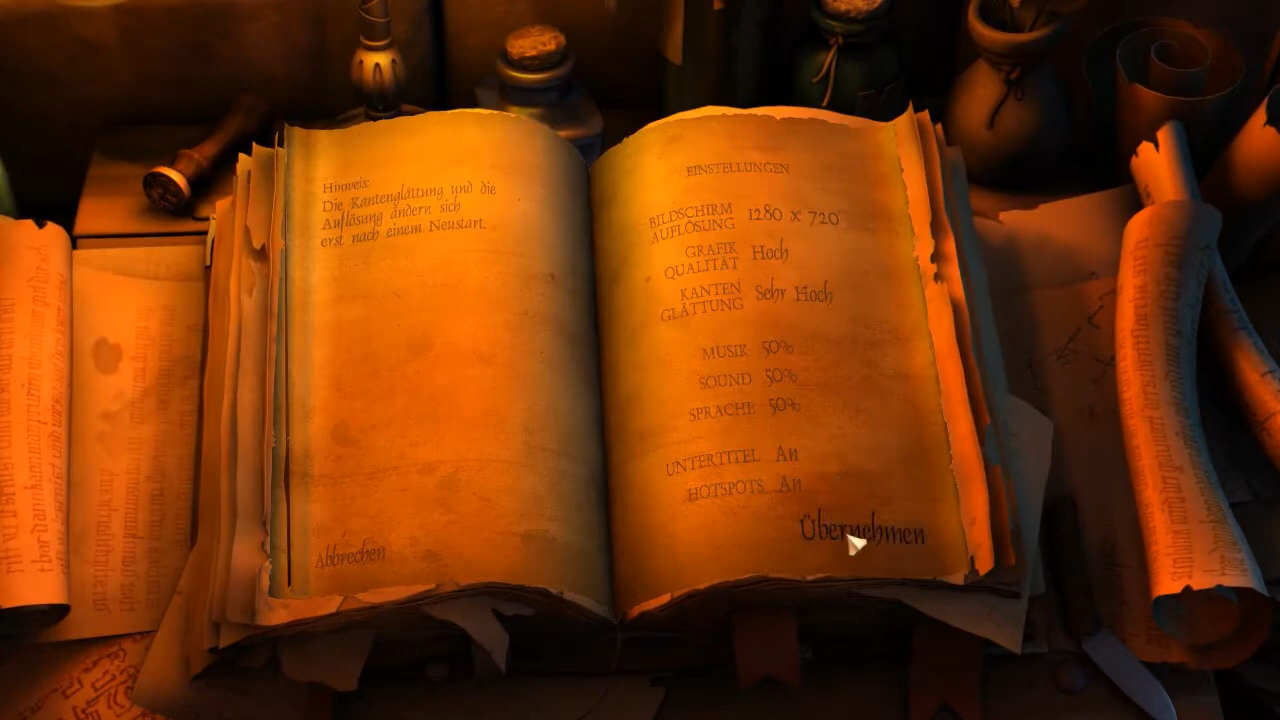 Hinweis:
Die Kantenglättung und die
Auflösung ändern sich
erst nach einem Neustart.
Abbrechen
EINSTELLUNGEN
BILDSCHIRM
AUFLÖSUNG 1280 x 720
GRAFIK
QUALITÄT Hoch
KANTEN
GLÄTTUNG Sehr Hoch
MUSIK 50%
SOUND 50%
SPRACHE 50%
UNTERTITEL An
HOTSPOTS An
Übernehmen